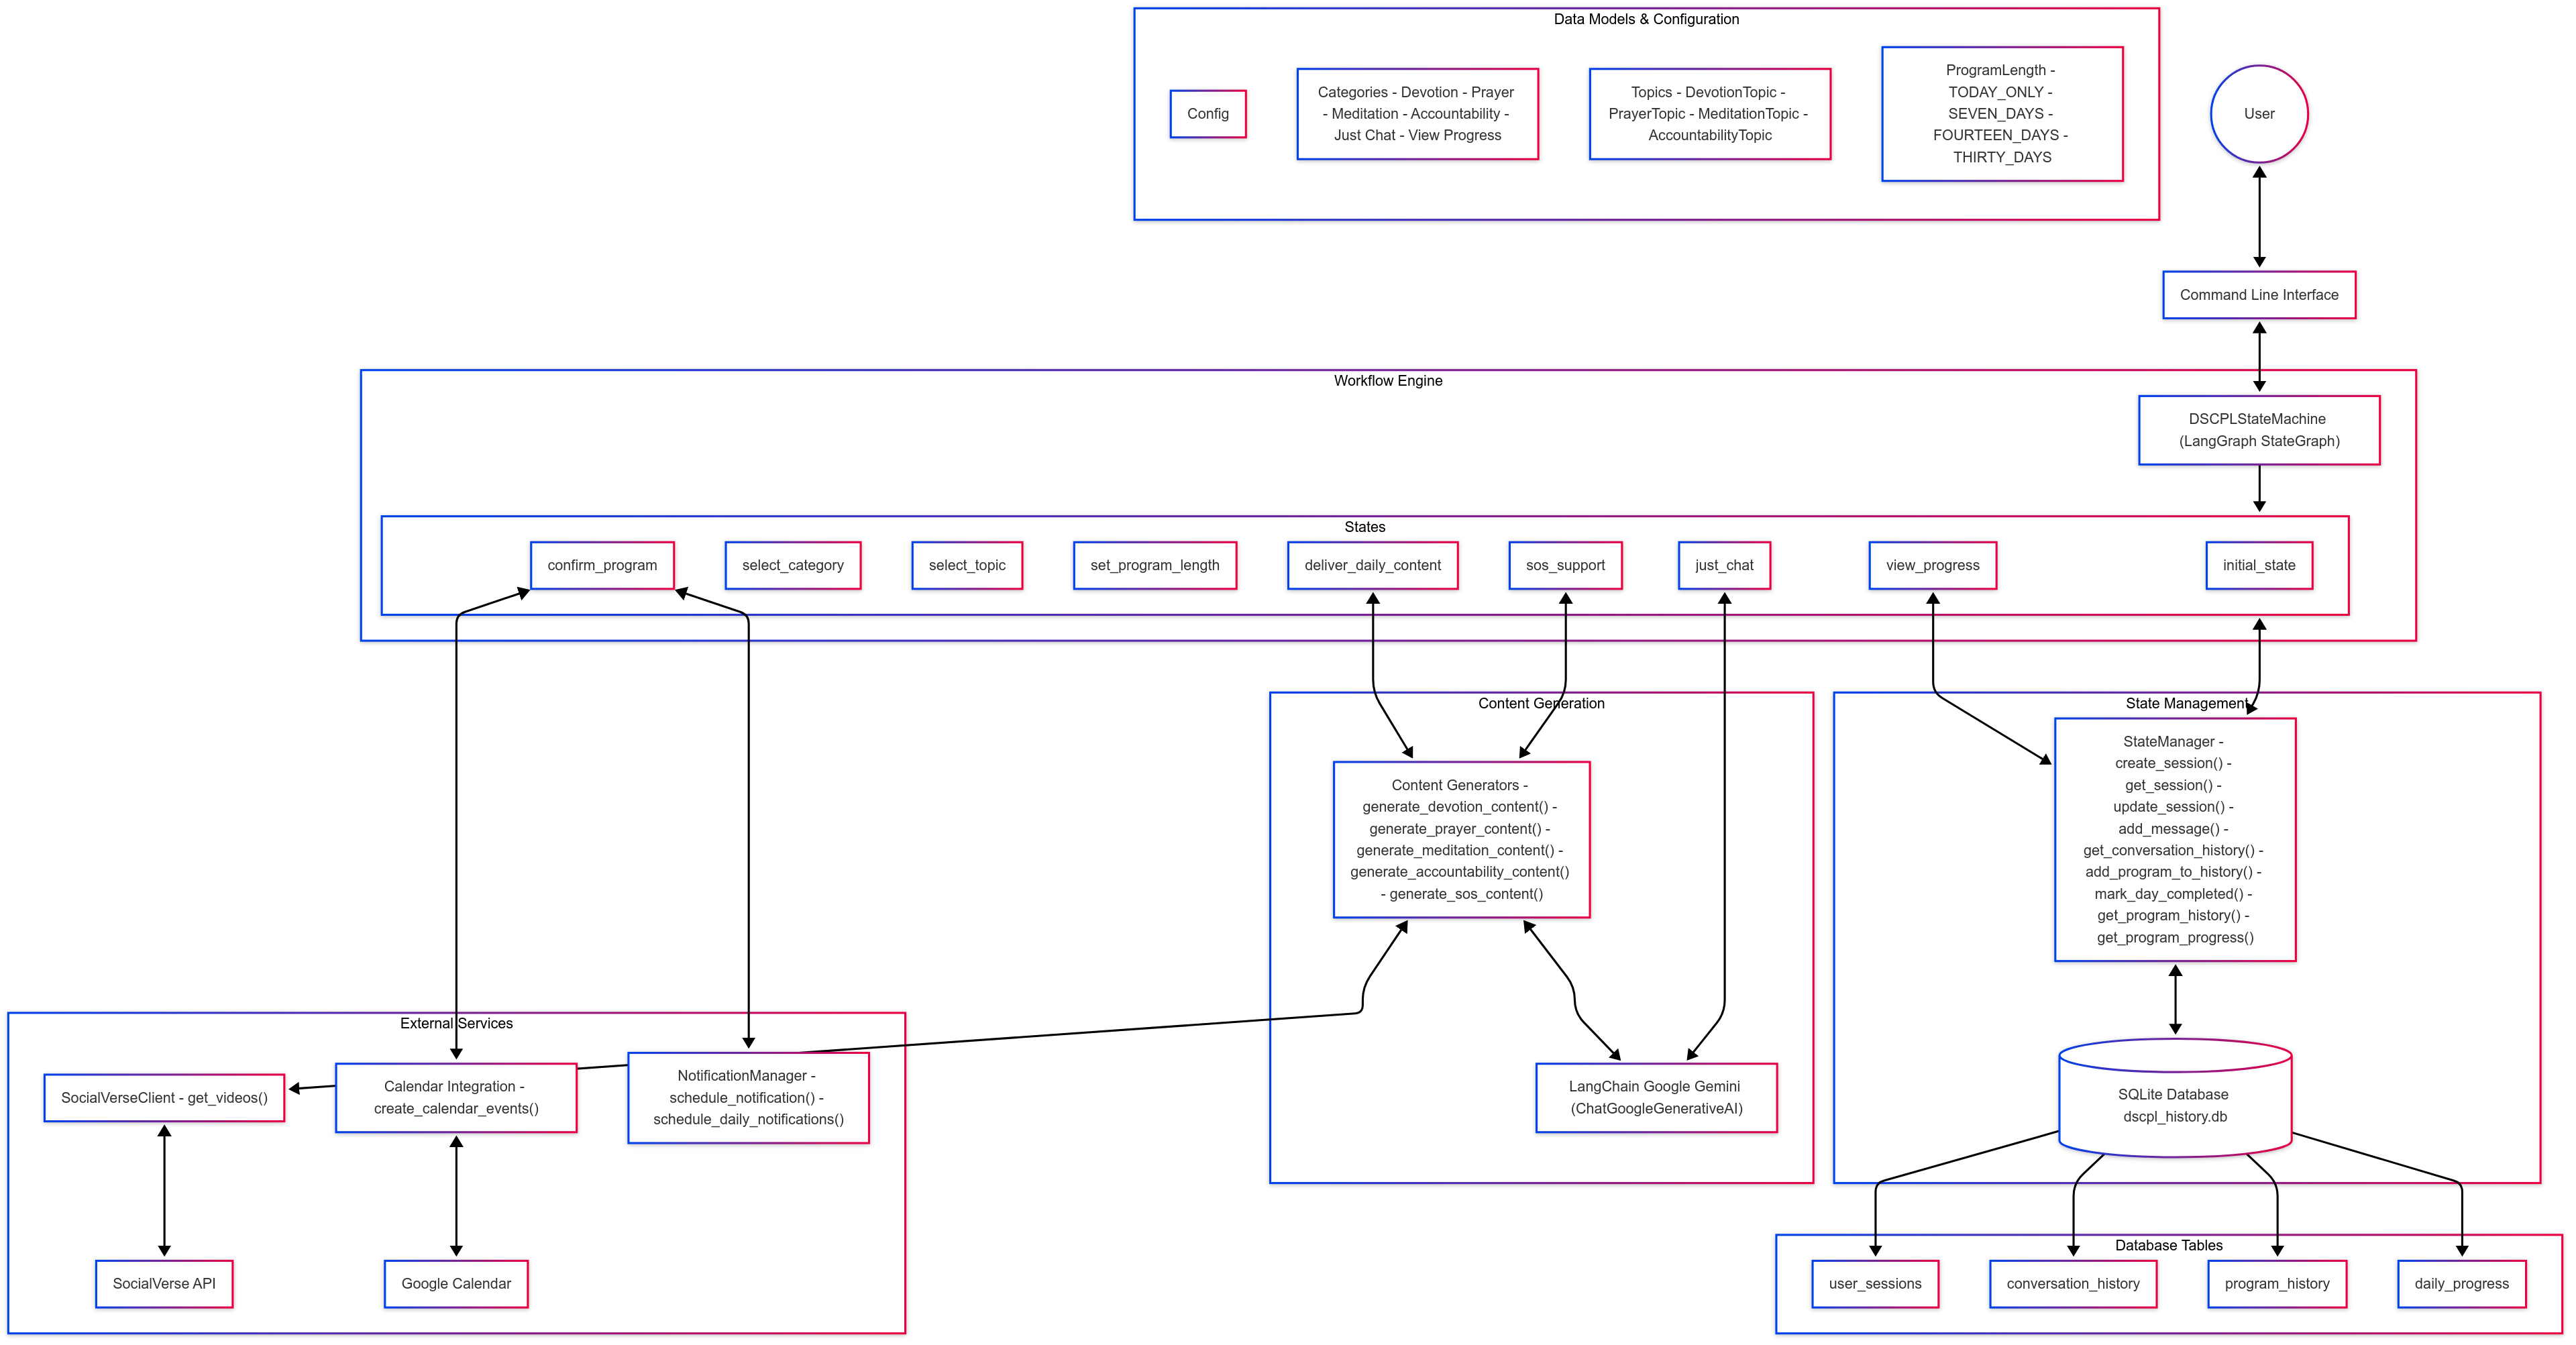 Data Models & Configuration
Config
Categories - Devotion - Prayer
- Meditation - Accountability -
Just Chat - View Progress
Topics - DevotionTopic -
PrayerTopic - MeditationTopic -
AccountabilityTopic
ProgramLength -
TODAY_ONLY -
SEVEN_DAYS -
FOURTEEN_DAYS -
THIRTY_DAYS
User
Command Line Interface
Workflow Engine
DSCPLStateMachine
(LangGraph StateGraph)
States
confirm_program
select_category
select_topic
set_program_length
deliver_daily_content
sos_support
just_chat
view_progress
initial_state
Content Generation
Content Generators -
generate_devotion_content() -
generate_prayer_content() -
generate_meditation_content() -
generate_accountability_content()
- generate_sos_content()
LangChain Google Gemini
(ChatGoogleGenerativeAI)
State Management
StateManager -
create_session() -
get_session() -
update_session() -
add_message() -
get_conversation_history() -
add_program_to_history() -
mark_day_completed() -
get_program_history() -
get_program_progress()
SQLite Database
dscpl_history.db
External Services
SocialVerseClient - get_videos()
Calendar Integration -
create_calendar_events()
NotificationManager -
schedule_notification() -
schedule_daily_notifications()
SocialVerse API
Google Calendar
Database Tables
user_sessions
conversation_history
program_history
daily_progress